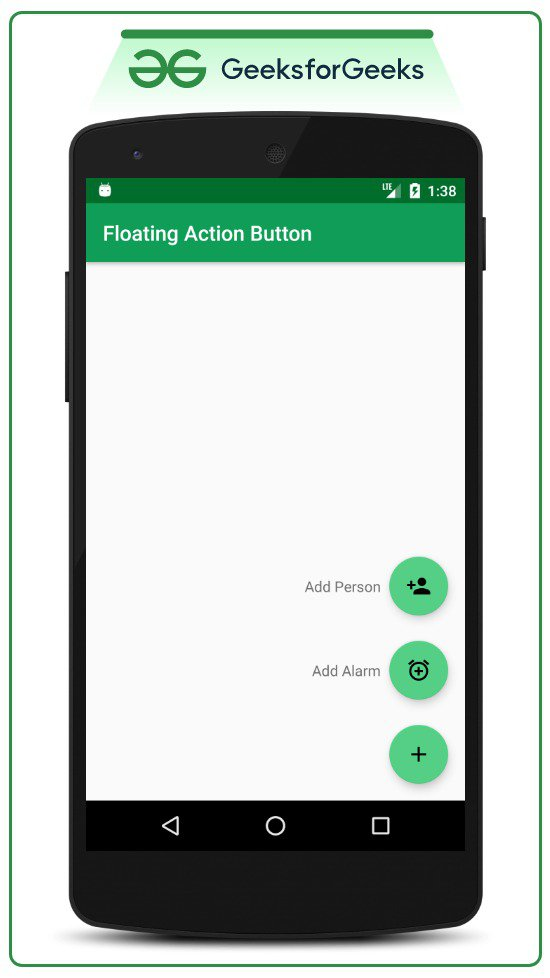 GeeksforGeeks
LTE 1:38
Floating Action Button
Add Person
Add Alarm